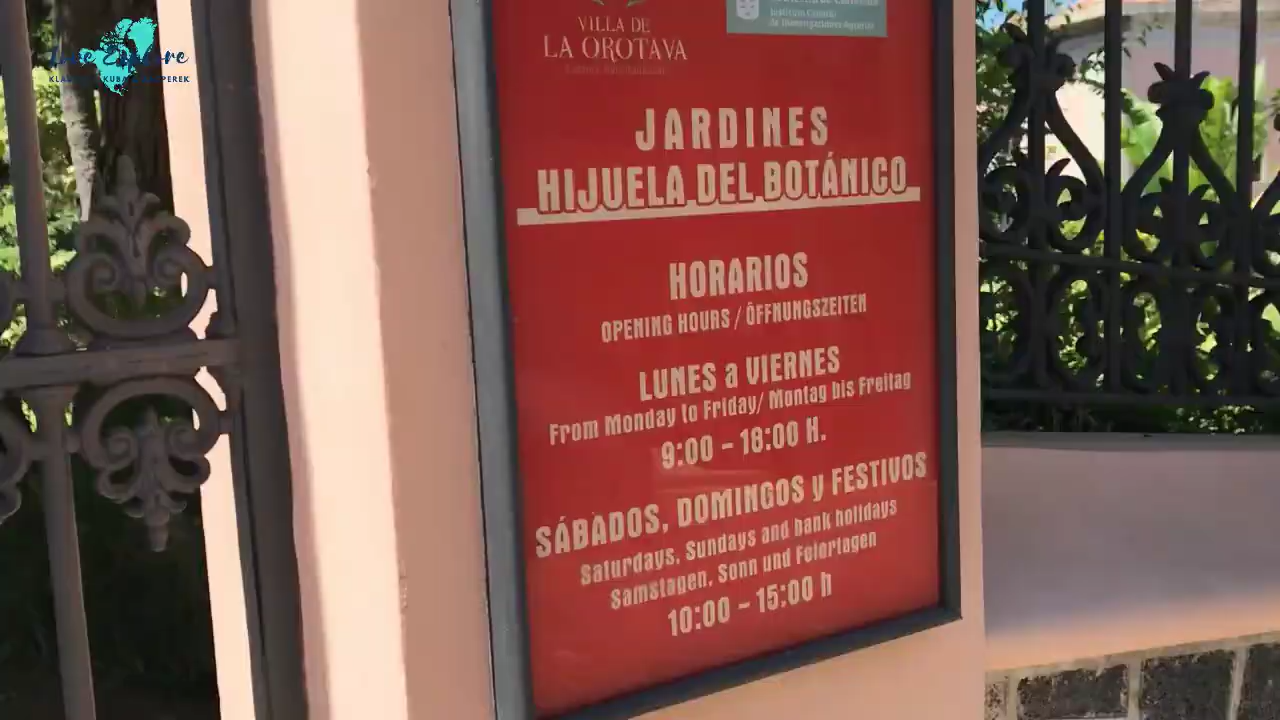 VILLA DE
LA OROTAVA
JARDINES
HIJUELA DEL BOTÁNICO
HORARIOS
OPENING HOURS / ÖFFNUNGSZEITEN
LUNES a VIERNES
From Monday to Friday/ Montag bis Freitag
9:00 - 18:00 H.
SÁBADOS, DOMINGOS y FESTIVOS
Saturdays, Sundays and bank holidays
Samstagen, Sonn und Feiertagen
10:00 - 15:00 h